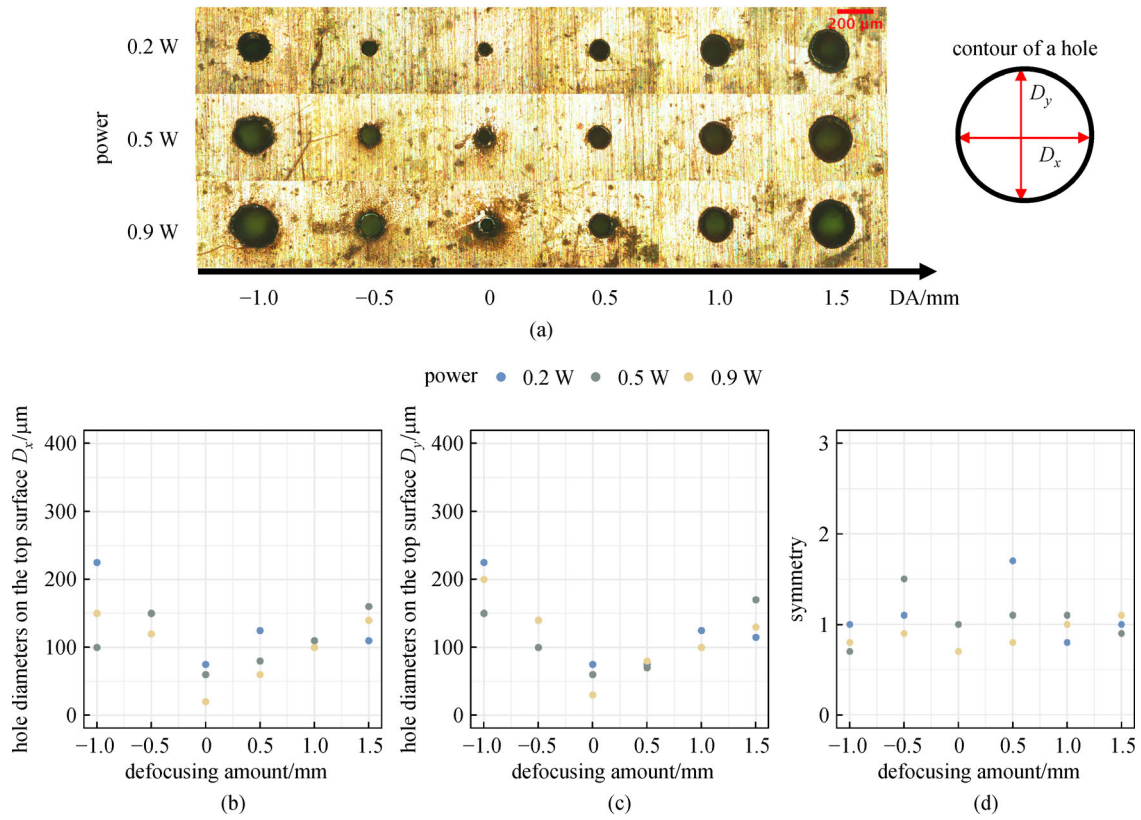 200 μm
0.2 W
0.5 W
0.9 W
power
contour of a hole
Dy
Dx
−1.0 −0.5 0 0.5 1.0 1.5 DA/mm
(a)
power 0.2 W 0.5 W 0.9 W
hole diameters on the top surface Dx/μm
400
300
200
100
0
−1.0 −0.5 0 0.5 1.0 1.5
defocusing amount/mm
(b)
hole diameters on the top surface Dy/μm
400
300
200
100
0
−1.0 −0.5 0 0.5 1.0 1.5
defocusing amount/mm
(c)
symmetry
3
2
1
0
−1.0 −0.5 0 0.5 1.0 1.5
defocusing amount/mm
(d)